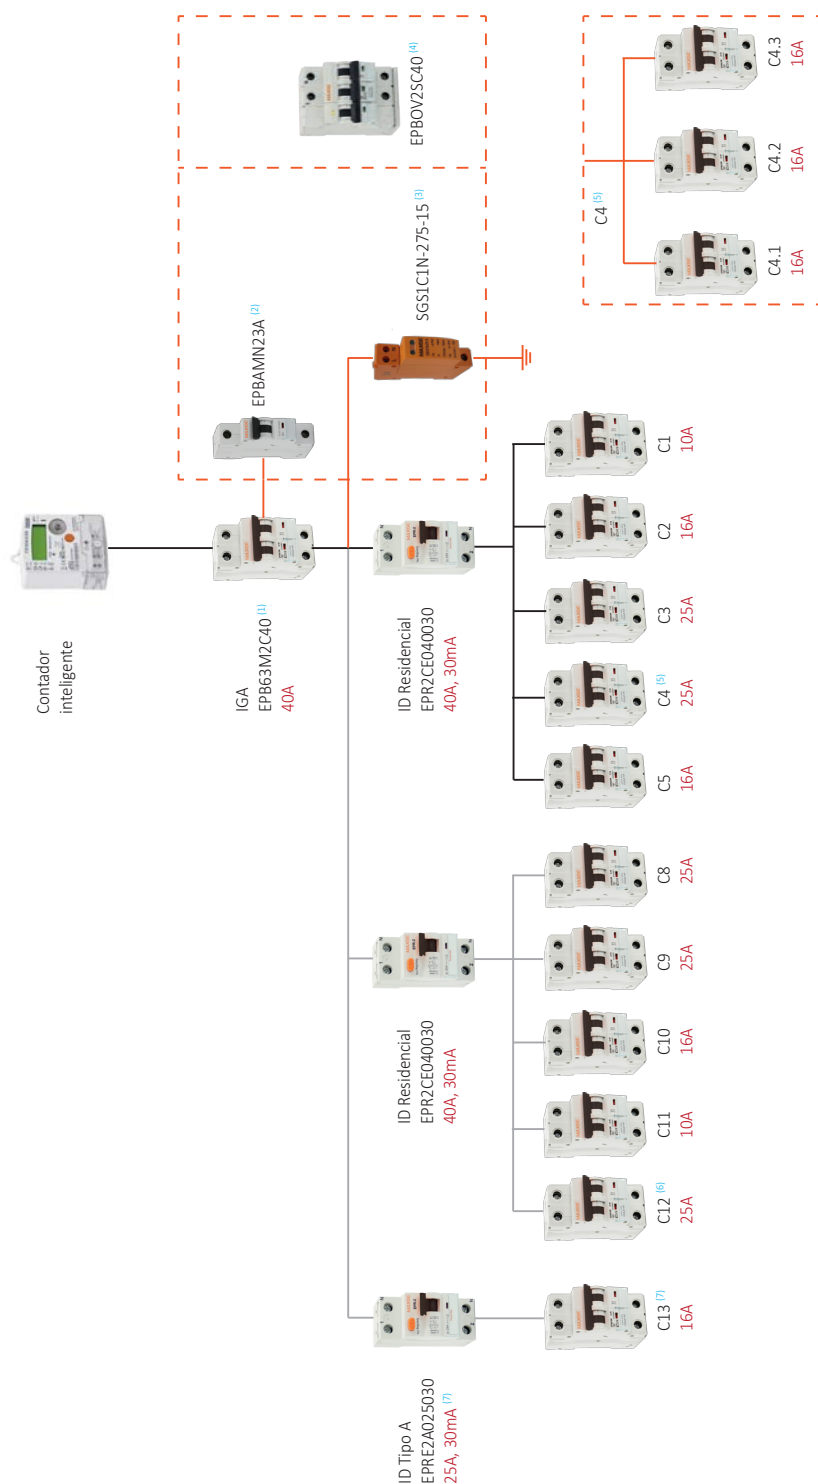 Contador
inteligente
IGA
EPB63M2C40 (1)
40A
EPBAMN23A (2)
SGS1C1N-275-15 (3)
EPBOV2SC40 (4)
ID Residencial
EPR2CE040030
40A, 30mA
ID Residencial
EPR2CE040030
40A, 30mA
ID Tipo A
EPRE2A025030
25A, 30mA (7)
C13 (7)
16A
C12 (6)
25A
C11
10A
C10
16A
C9
25A
C8
25A
C5
16A
C4 (5)
25A
C3
25A
C2
16A
C1
10A
C4 (5)
C4.1
16A
C4.2
16A
C4.3
16A